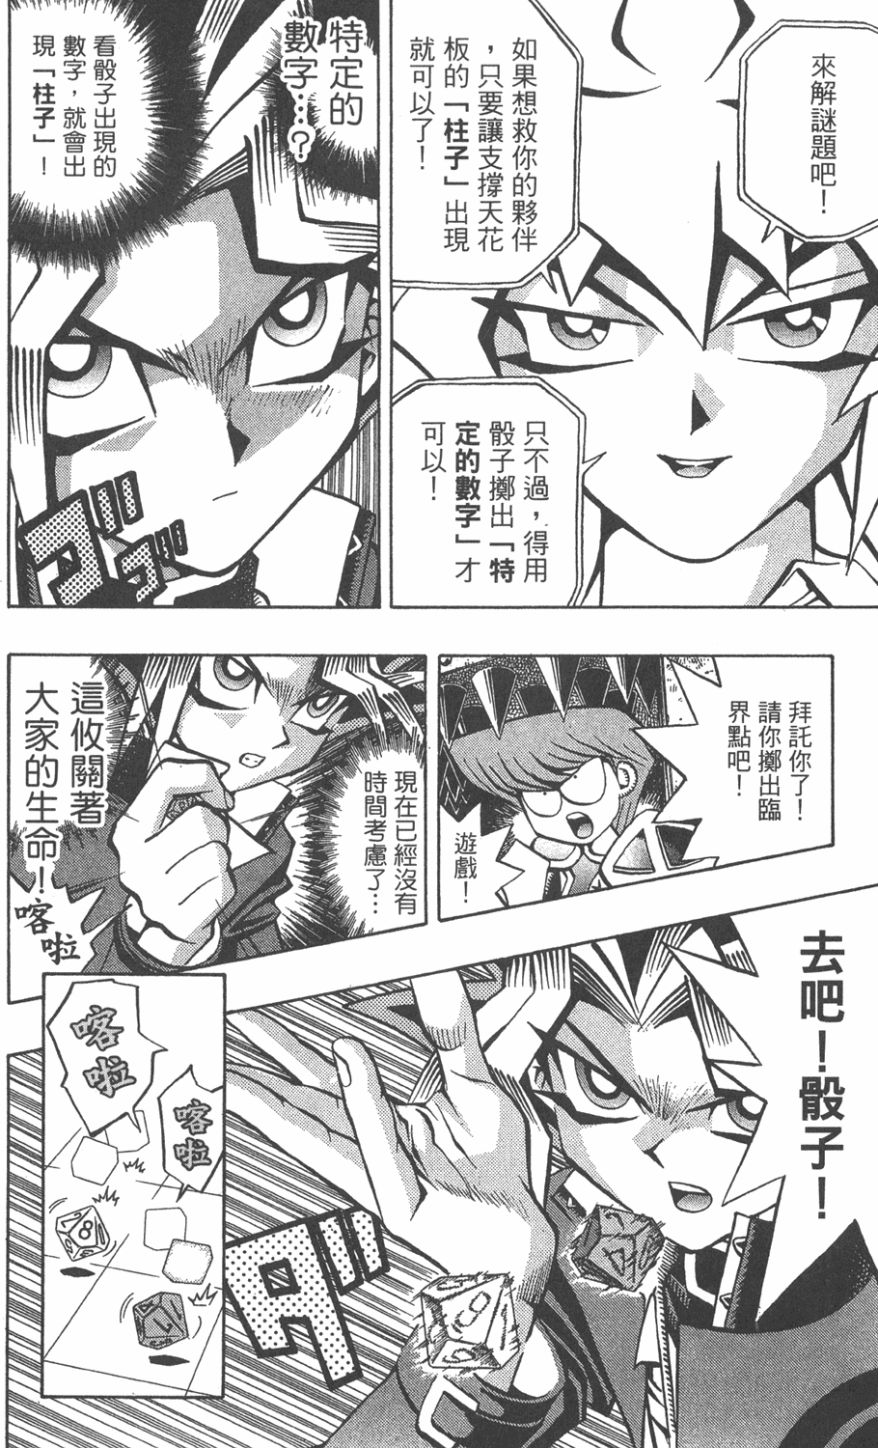 來解謎題吧！
如果想救你的夥伴
，只要讓支撐天花
板的「柱子」出現
就可以了！
只不過，得用
骰子擲出「特
定的數字」才
可以！
特定的
數字…？
看骰子出現的
數字，就會出
現「柱子」！
拜託你了！
請你擲出臨
界點吧！
遊戲！
現在已經沒有
時間考慮了…
這攸關著
大家的生命！
喀啦
去吧！骰子！
喀啦
喀啦
8
9